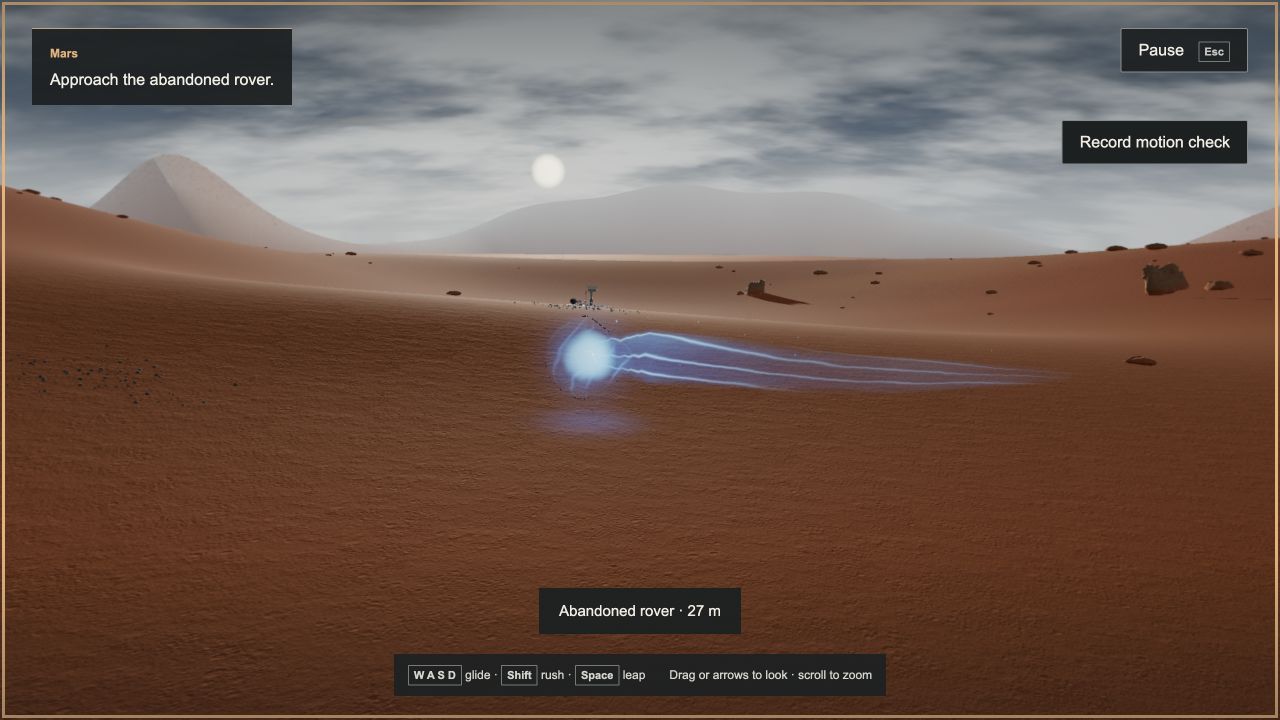 Mars
Approach the abandoned rover.
Pause Esc
Record motion check
Abandoned rover · 27 m
W A S D glide · Shift rush · Space leap Drag or arrows to look · scroll to zoom